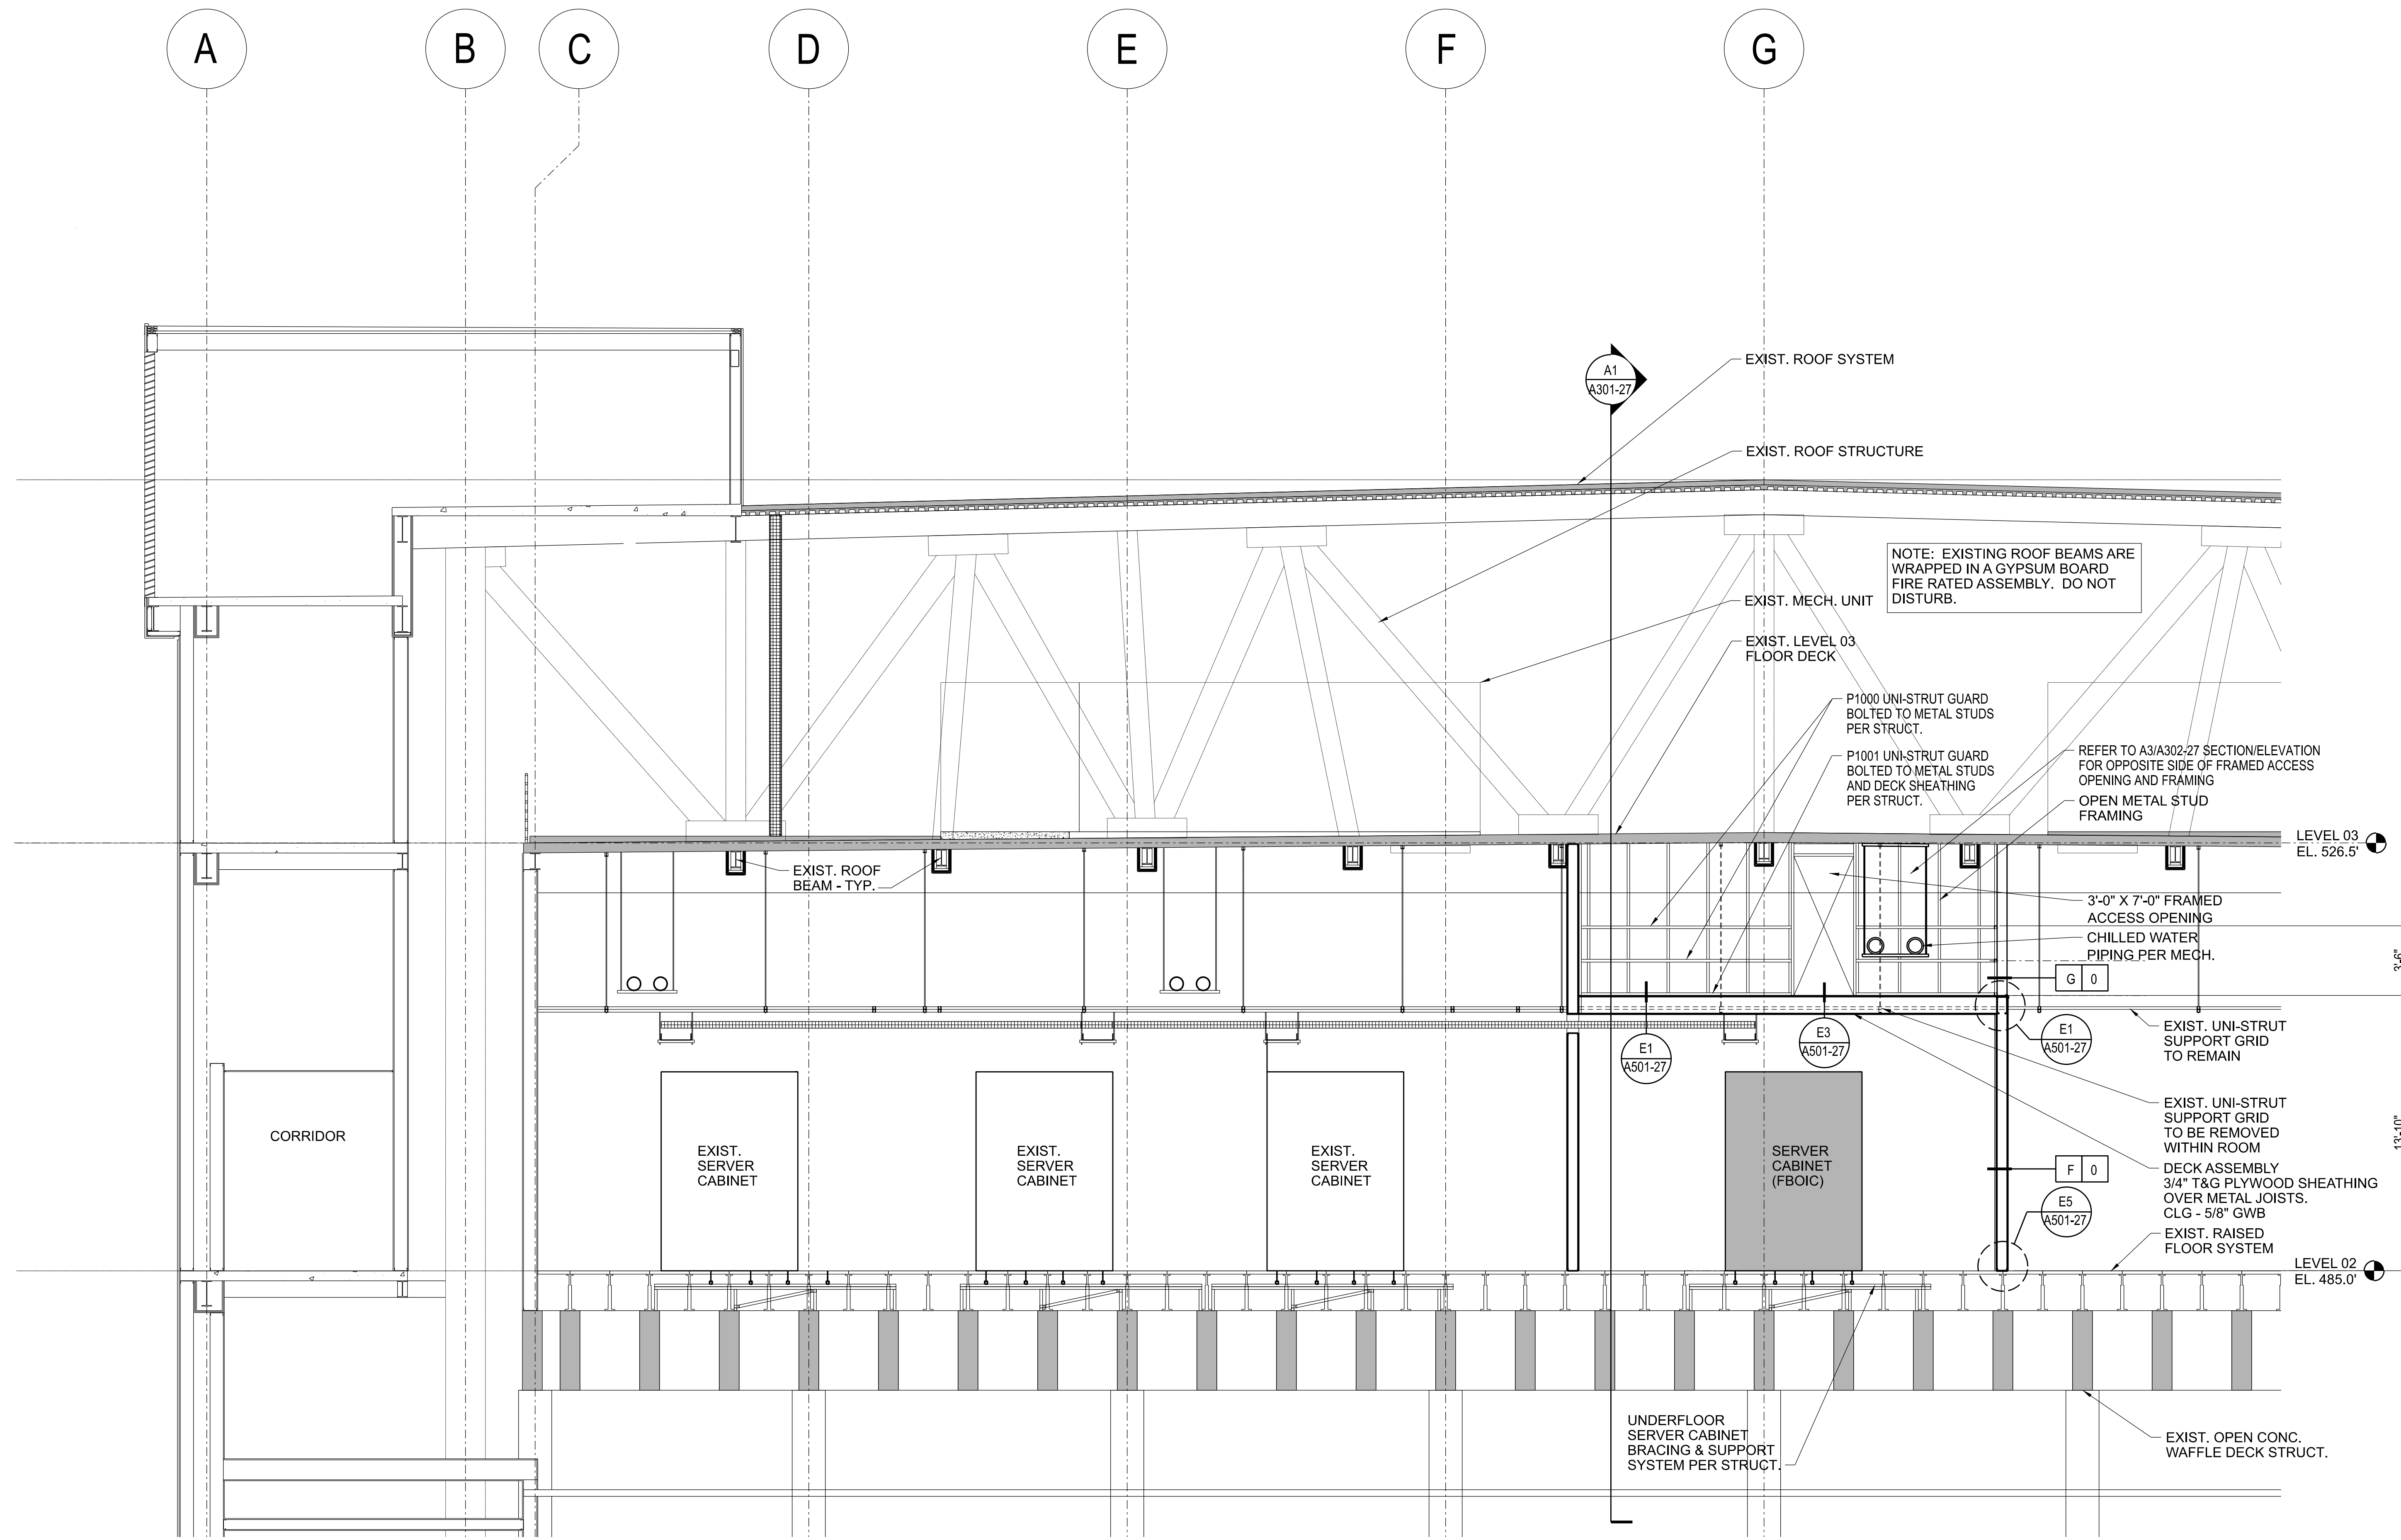 A
B
C
D
E
F
G
A1
A301-27
EXIST. ROOF SYSTEM
EXIST. ROOF STRUCTURE
NOTE: EXISTING ROOF BEAMS ARE
WRAPPED IN A GYPSUM BOARD
FIRE RATED ASSEMBLY. DO NOT
DISTURB.
EXIST. MECH. UNIT
EXIST. LEVEL 03
FLOOR DECK
P1000 UNI-STRUT GUARD
BOLTED TO METAL STUDS
PER STRUCT.
P1001 UNI-STRUT GUARD
BOLTED TO METAL STUDS
AND DECK SHEATHING
PER STRUCT.
REFER TO A3/A302-27 SECTION/ELEVATION
FOR OPPOSITE SIDE OF FRAMED ACCESS
OPENING AND FRAMING
OPEN METAL STUD
FRAMING
LEVEL 03
EL. 526.5'
EXIST. ROOF
BEAM - TYP.
3'-0" X 7'-0" FRAMED
ACCESS OPENING
CHILLED WATER
PIPING PER MECH.
3'-6"
G 0
E1
A501-27
E3
A501-27
E1
A501-27
EXIST. UNI-STRUT
SUPPORT GRID
TO REMAIN
EXIST. UNI-STRUT
SUPPORT GRID
TO BE REMOVED
WITHIN ROOM
13'-10"
CORRIDOR
EXIST.
SERVER
CABINET
EXIST.
SERVER
CABINET
EXIST.
SERVER
CABINET
SERVER
CABINET
(FBOIC)
F 0
DECK ASSEMBLY
3/4" T&G PLYWOOD SHEATHING
OVER METAL JOISTS.
CLG - 5/8" GWB
E5
A501-27
EXIST. RAISED
FLOOR SYSTEM
LEVEL 02
EL. 485.0'
UNDERFLOOR
SERVER CABINET
BRACING & SUPPORT
SYSTEM PER STRUCT.
EXIST. OPEN CONC.
WAFFLE DECK STRUCT.